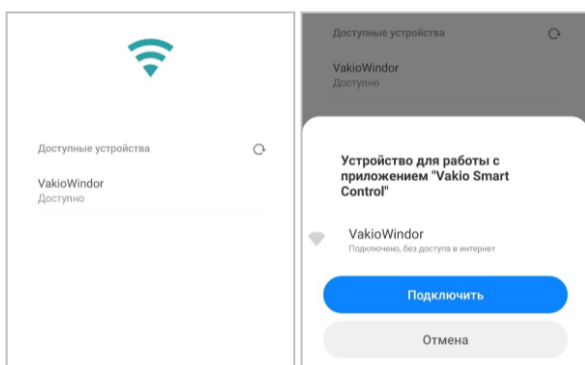 Доступные устройства
VakioWindor
Доступно
Доступные устройства
VakioWindor
Доступно
Устройство для работы с
приложением "Vakio Smart
Control"
VakioWindor
Подключено, без доступа в интернет
Подключить
Отмена